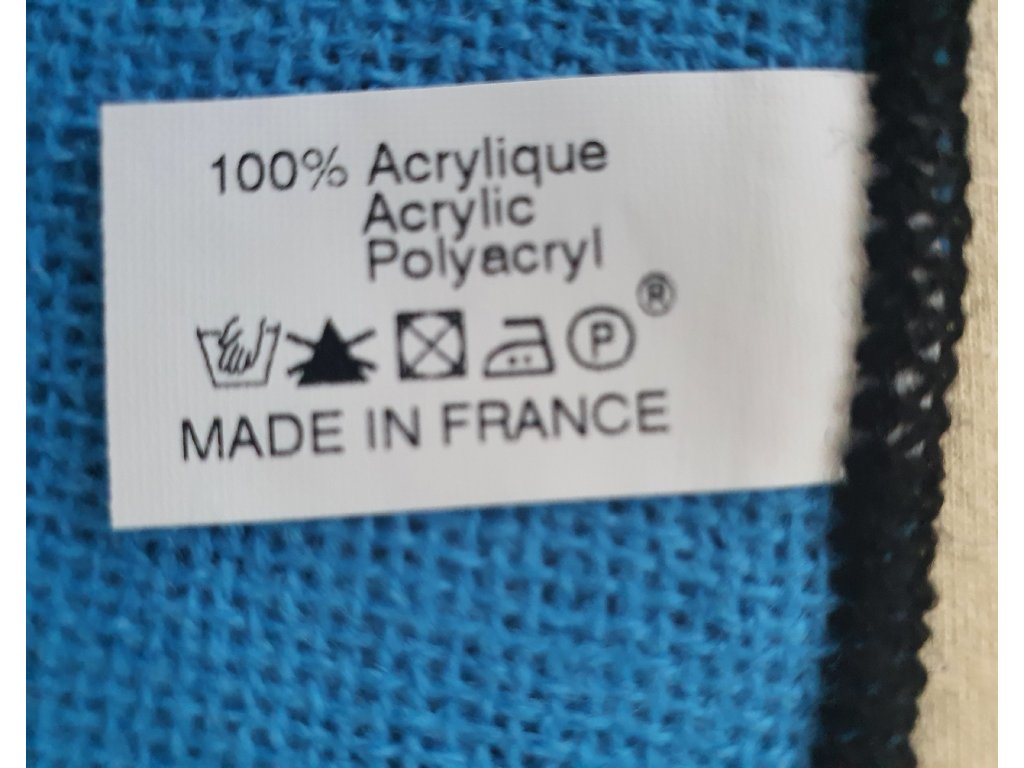 100% Acrylique
Acrylic
Polyacryl
P ®
MADE IN FRANCE